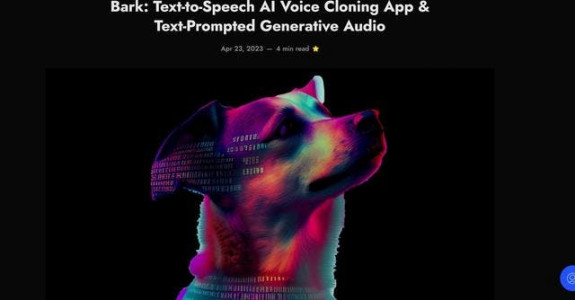 Bark: Text-to-Speech AI Voice Cloning App &
Text-Prompted Generative Audio
Apr 23, 2023 — 4 min read ⭐